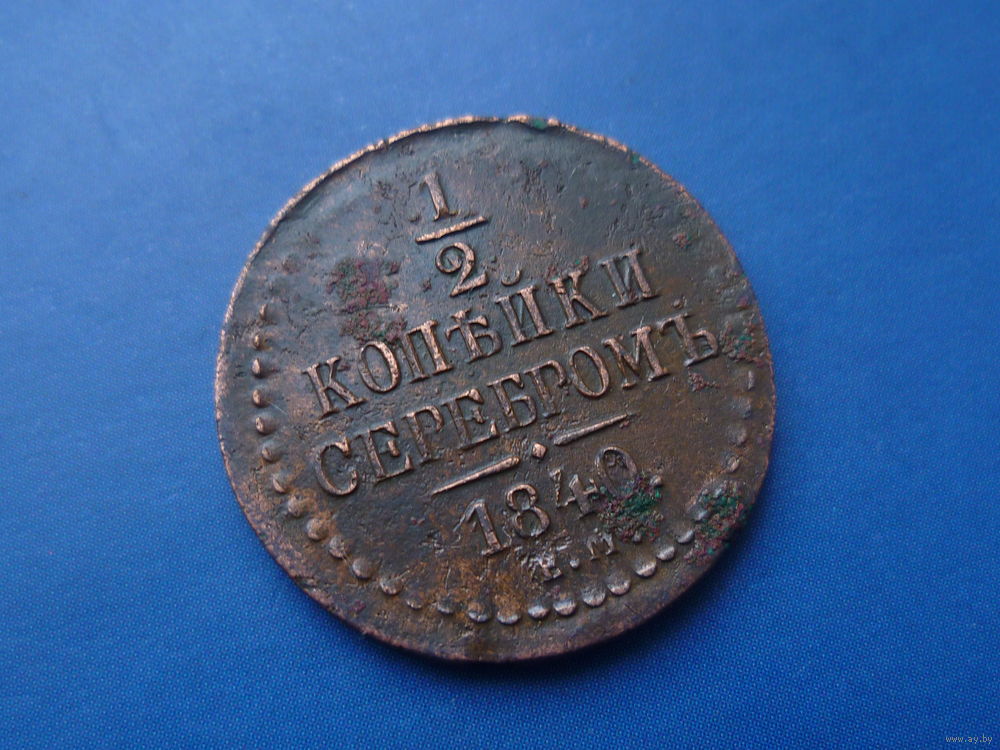 1/2
КОПѢЙКИ
СЕРЕБРОМЪ
1840.
Е.М.
www.ay.by